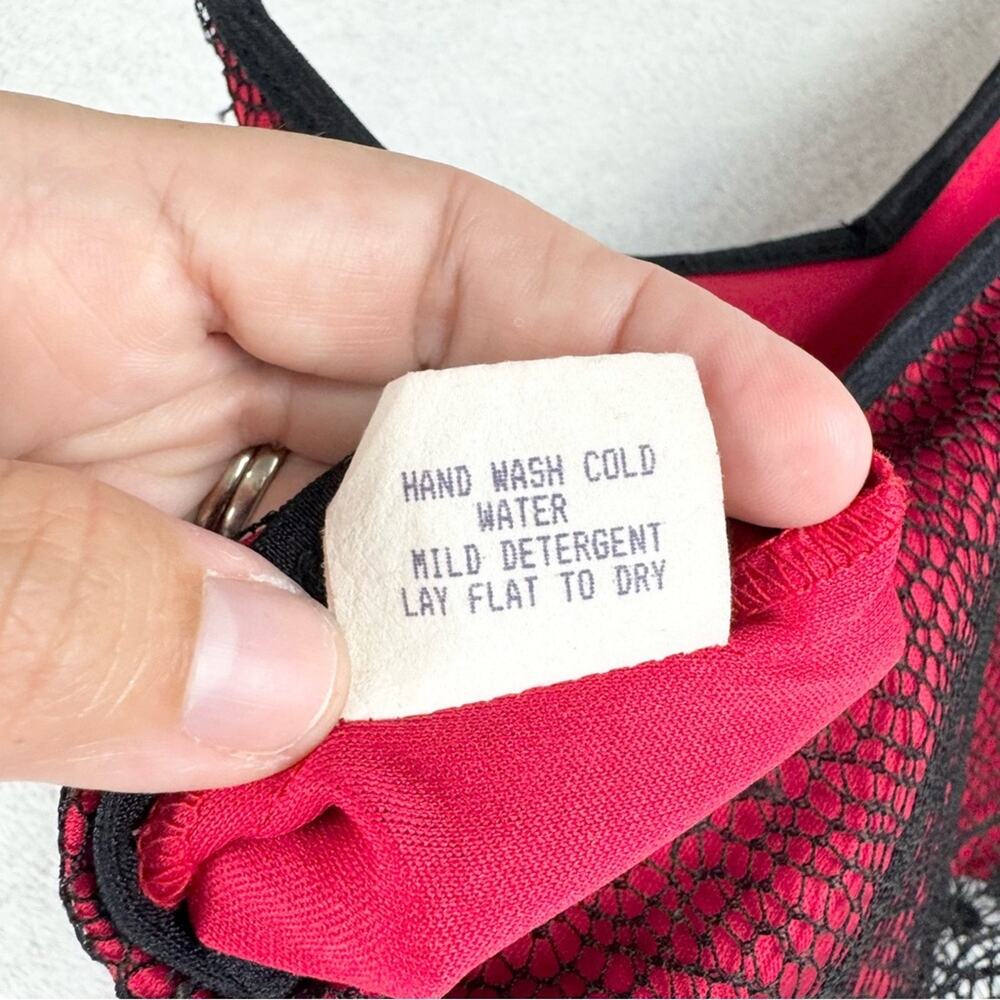 HAND WASH COLD
WATER
MILD DETERGENT
LAY FLAT TO DRY